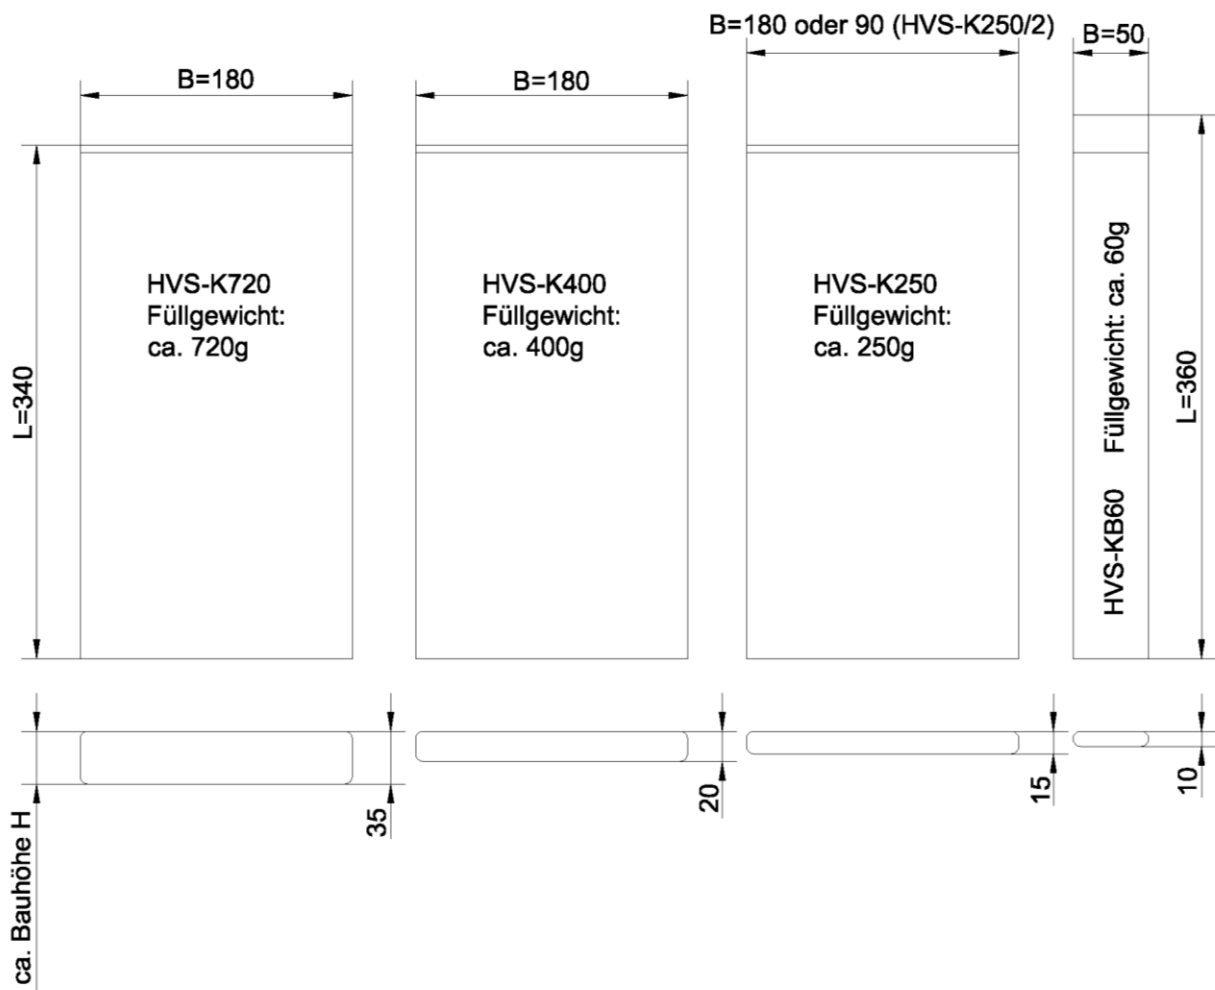 B=180 oder 90 (HVS-K250/2)
B=50
B=180
B=180
HVS-K720
Füllgewicht:
ca. 720g
HVS-K400
Füllgewicht:
ca. 400g
HVS-K250
Füllgewicht:
ca. 250g
HVS-KB60 Füllgewicht: ca. 60g
L=340
L=360
ca. Bauhöhe H
35
20
15
10